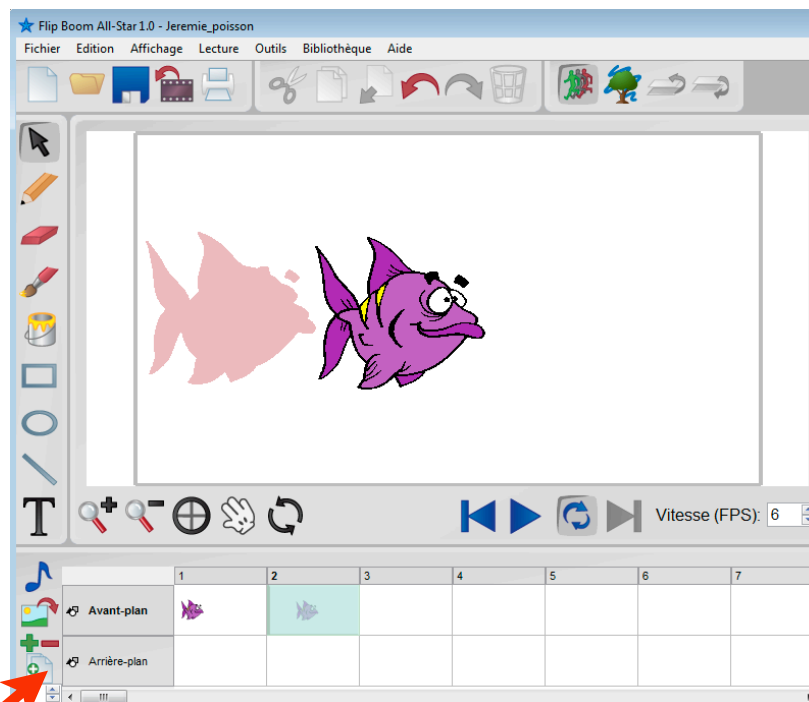 Flip Boom All-Star 1.0 - Jeremie_poisson
Fichier Edition Affichage Lecture Outils Bibliothèque Aide
T
Vitesse (FPS): 6
1 2 3 4 5 6 7
Avant-plan
Arrière-plan